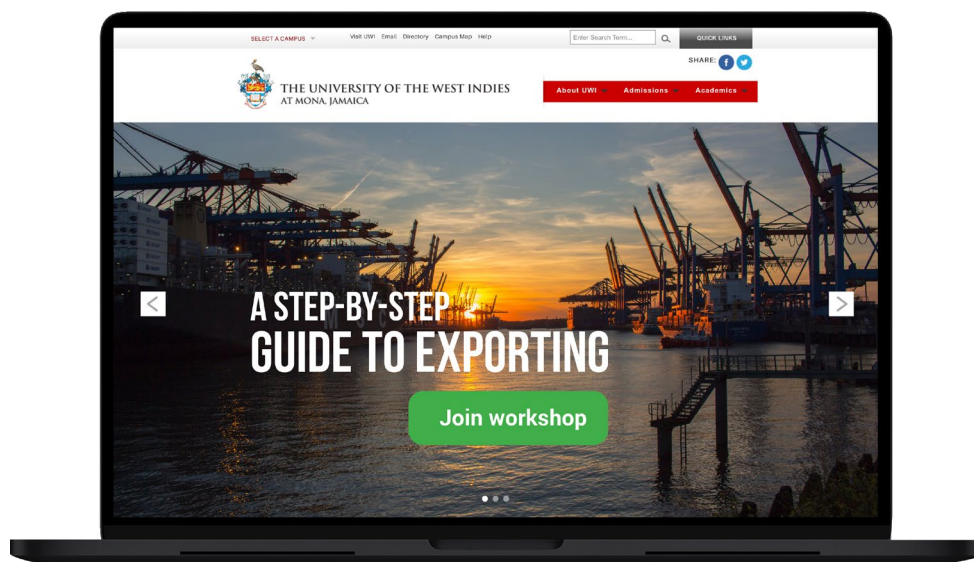 SELECT A CAMPUS
Visit UWI Email Directory Campus Map Help
Enter Search Term...
QUICK LINKS
SHARE:
THE UNIVERSITY OF THE WEST INDIES
AT MONA, JAMAICA
About UWI Admissions Academics
A STEP-BY-STEP
GUIDE TO EXPORTING
Join workshop